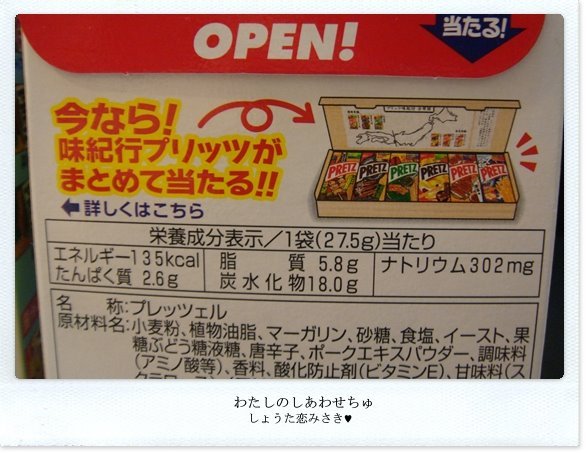 OPEN!
当たる!
今なら!
味紀行プリッツが
まとめて当たる!!
詳しくはこちら
PRETZ PRETZ PRETZ PRETZ PRETZ PRETZ
栄養成分表示/1袋(27.5g)当たり
エネルギー135kcal 脂質 5.8g ナトリウム302mg
たんぱく質 2.6g 炭水化物18.0g
名 称:プレッツェル
原材料名:小麦粉、植物油脂、マーガリン、砂糖、食塩、イースト、果
糖ぶどう糖液糖、唐辛子、ポークエキスパウダー、調味料
(アミノ酸等)、香料、酸化防止剤(ビタミンE)、甘味料(ス
わたしのしあわせちゅ
しょうた恋みさき♥